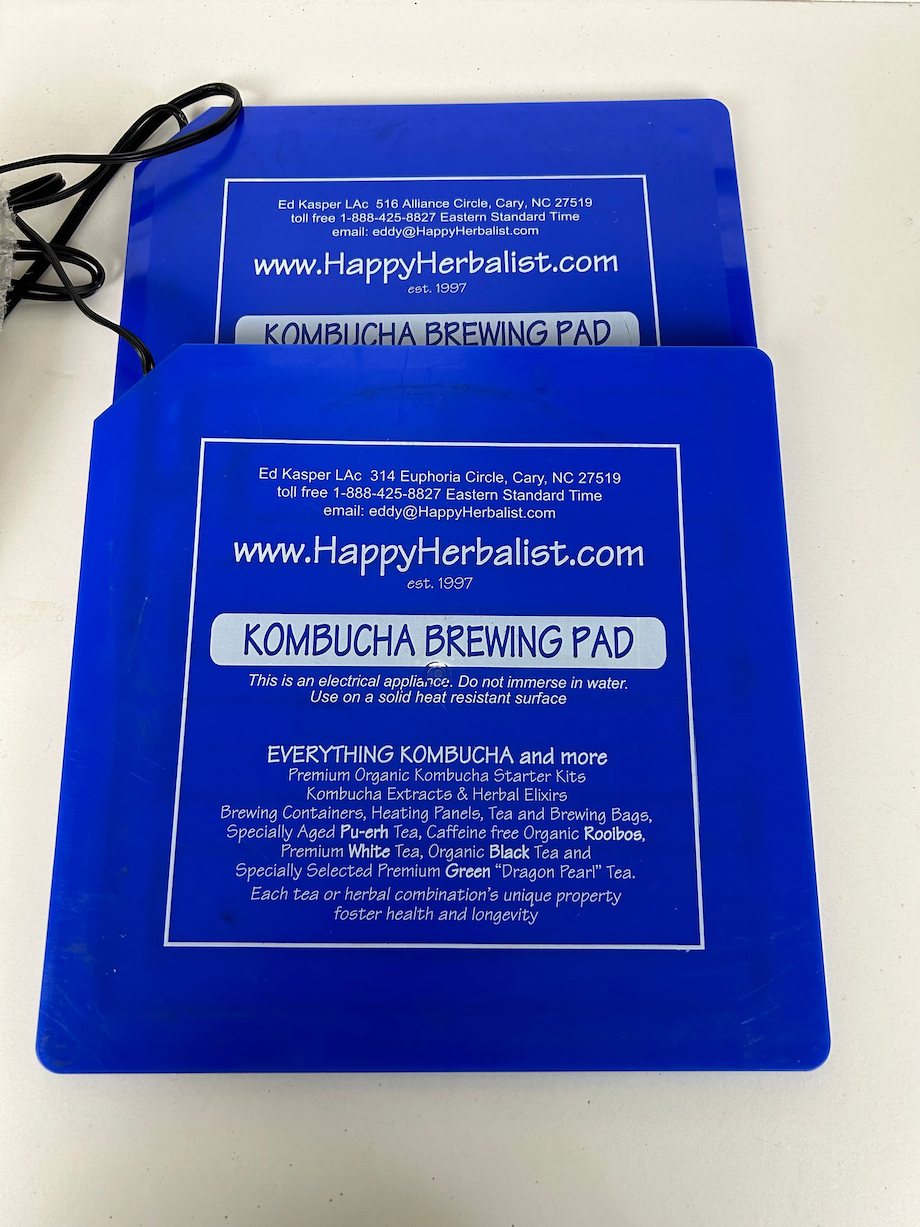 Ed Kasper LAc 516 Alliance Circle, Cary, NC 27519
toll free 1-888-425-8827 Eastern Standard Time
email: eddy@HappyHerbalist.com
www.HappyHerbalist.com
est. 1997
KOMBUCHA BREWING PAD
Ed Kasper LAc 314 Euphoria Circle, Cary, NC 27519
toll free 1-888-425-8827 Eastern Standard Time
email: eddy@HappyHerbalist.com
www.HappyHerbalist.com
est. 1997
KOMBUCHA BREWING PAD
This is an electrical appliance. Do not immerse in water.
Use on a solid heat resistant surface
EVERYTHING KOMBUCHA and more
Premium Organic Kombucha Starter Kits
Kombucha Extracts & Herbal Elixirs
Brewing Containers, Heating Panels, Tea and Brewing Bags,
Specially Aged Pu-erh Tea, Caffeine free Organic Rooibos,
Premium White Tea, Organic Black Tea and
Specially Selected Premium Green "Dragon Pearl" Tea.
Each tea or herbal combination's unique property
foster health and longevity